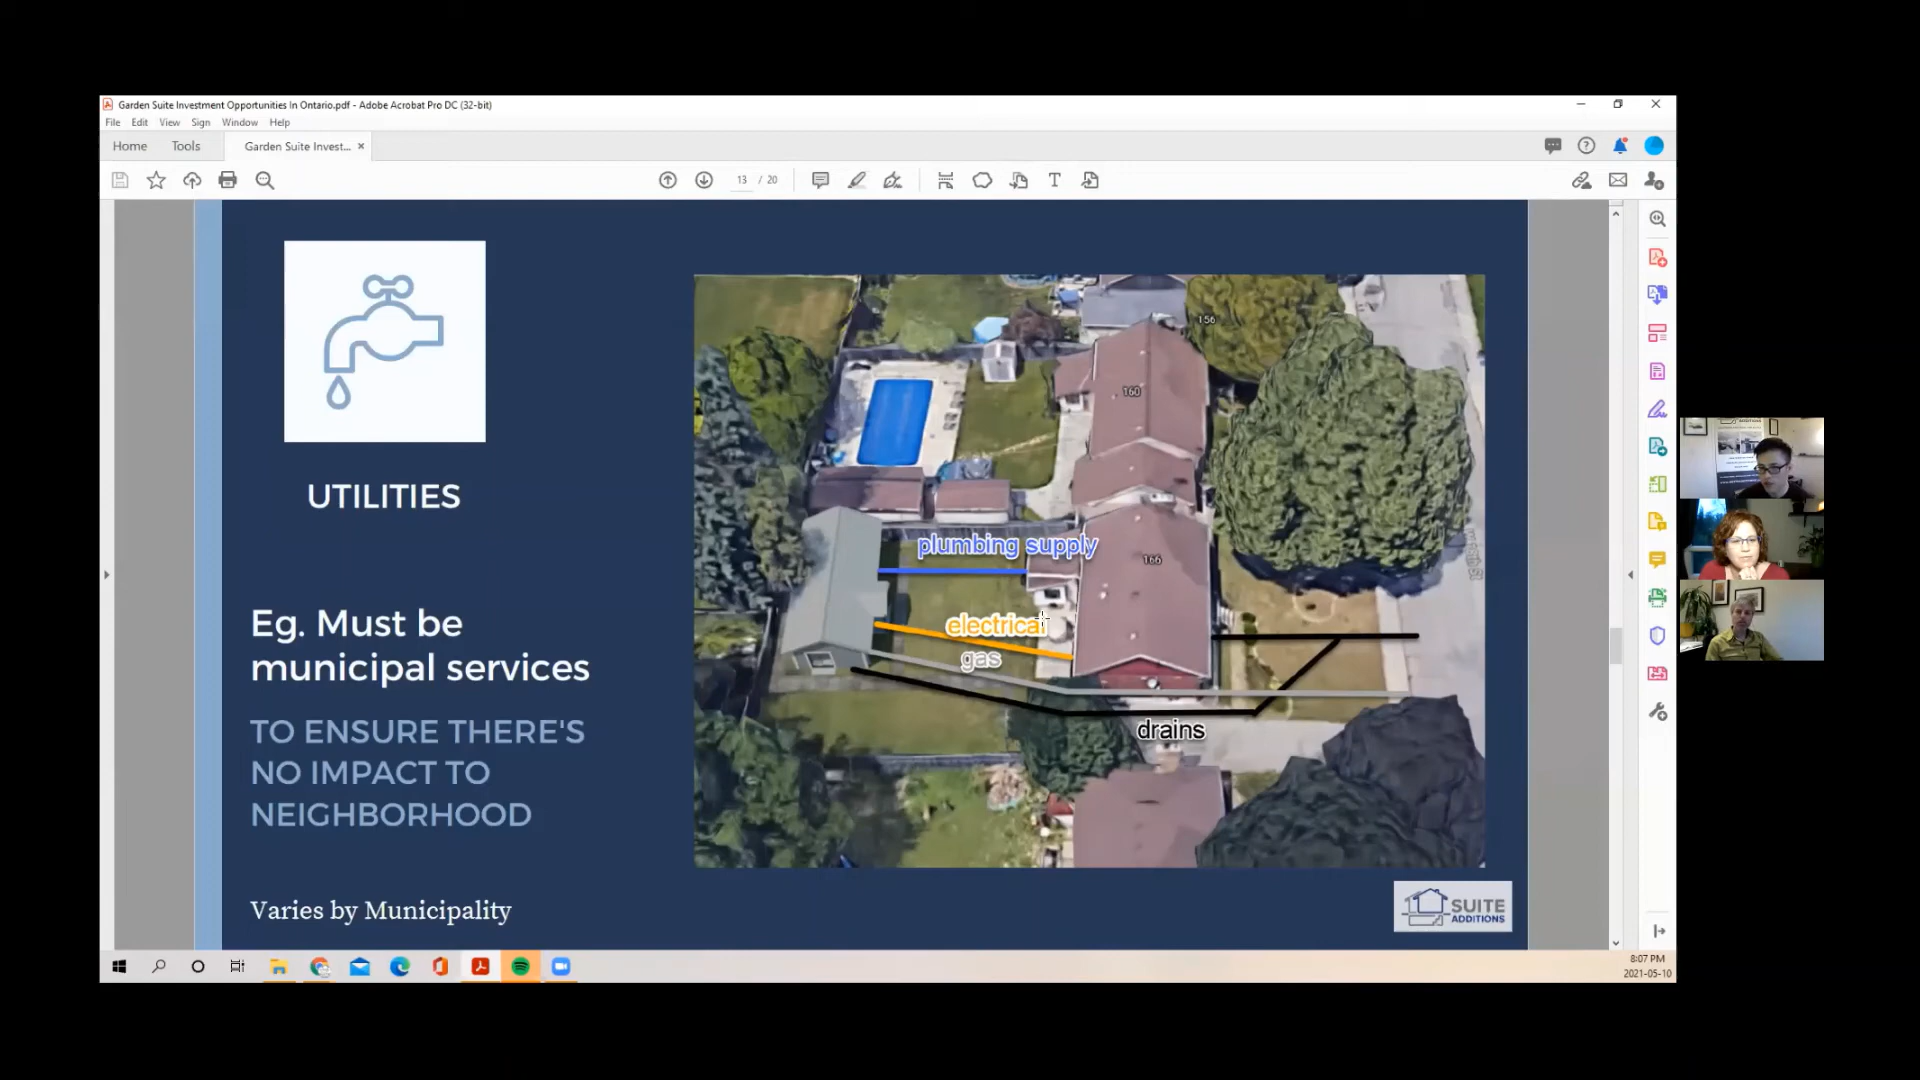 Garden Suite Investment Opportunities In Ontario.pdf - Adobe Acrobat Pro DC (32-bit)
File Edit View Sign Window Help
Home Tools Garden Suite Invest... ×
13 / 20
UTILITIES
Eg. Must be
municipal services
TO ENSURE THERE'S
NO IMPACT TO
NEIGHBORHOOD
Varies by Municipality
156
160
166
plumbing supply
electrical
gas
drains
SUITE
ADDITIONS
8:07 PM
2021-05-10